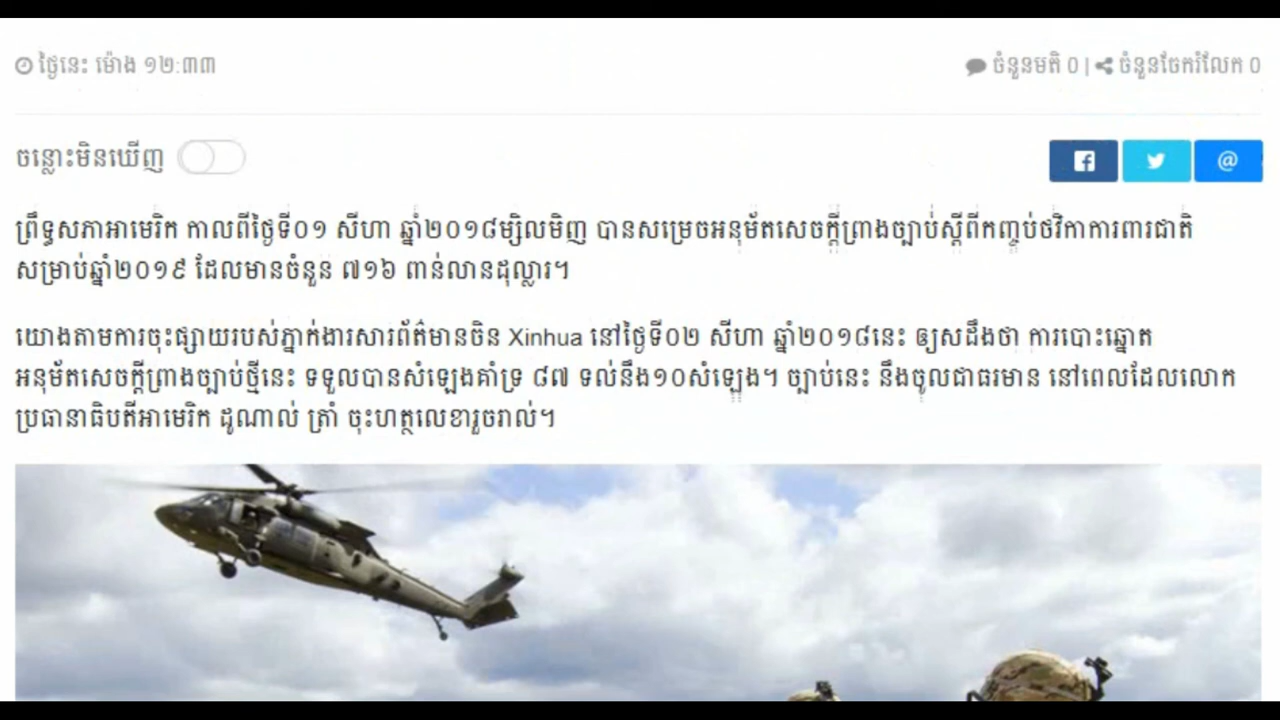 ថ្ងៃនេះ ម៉ោង ១២:៣៣
ចំនួនមតិ 0 | ចំនួនចែករំលែក 0
ចន្លោះមិនឃើញ
@
ព្រឹទ្ធសភាអាមេរិក កាលពីថ្ងៃទី០១ សីហា ឆ្នាំ២០១៨ម្សិលមិញ បានសម្រេចអនុម័តសេចក្ដីព្រាងច្បាប់ស្ដីពីកញ្ចប់ថវិកាការពារជាតិ
សម្រាប់ឆ្នាំ២០១៩ ដែលមានចំនួន ៧១៦ ពាន់លានដុល្លារ។
យោងតាមការចុះផ្សាយរបស់ភ្នាក់ងារសារព័ត៌មានចិន Xinhua នៅថ្ងៃទី០២ សីហា ឆ្នាំ២០១៨នេះ ឲ្យសដឹងថា ការបោះឆ្នោត
អនុម័តសេចក្ដីព្រាងច្បាប់ថ្មីនេះ ទទួលបានសំឡេងគាំទ្រ ៨៧ ទល់នឹង១០សំឡេង។ ច្បាប់នេះ នឹងចូលជាធរមាន នៅពេលដែលលោក
ប្រធានាធិបតីអាមេរិក ដូណាល់ ត្រាំ ចុះហត្ថលេខារួចរាល់។